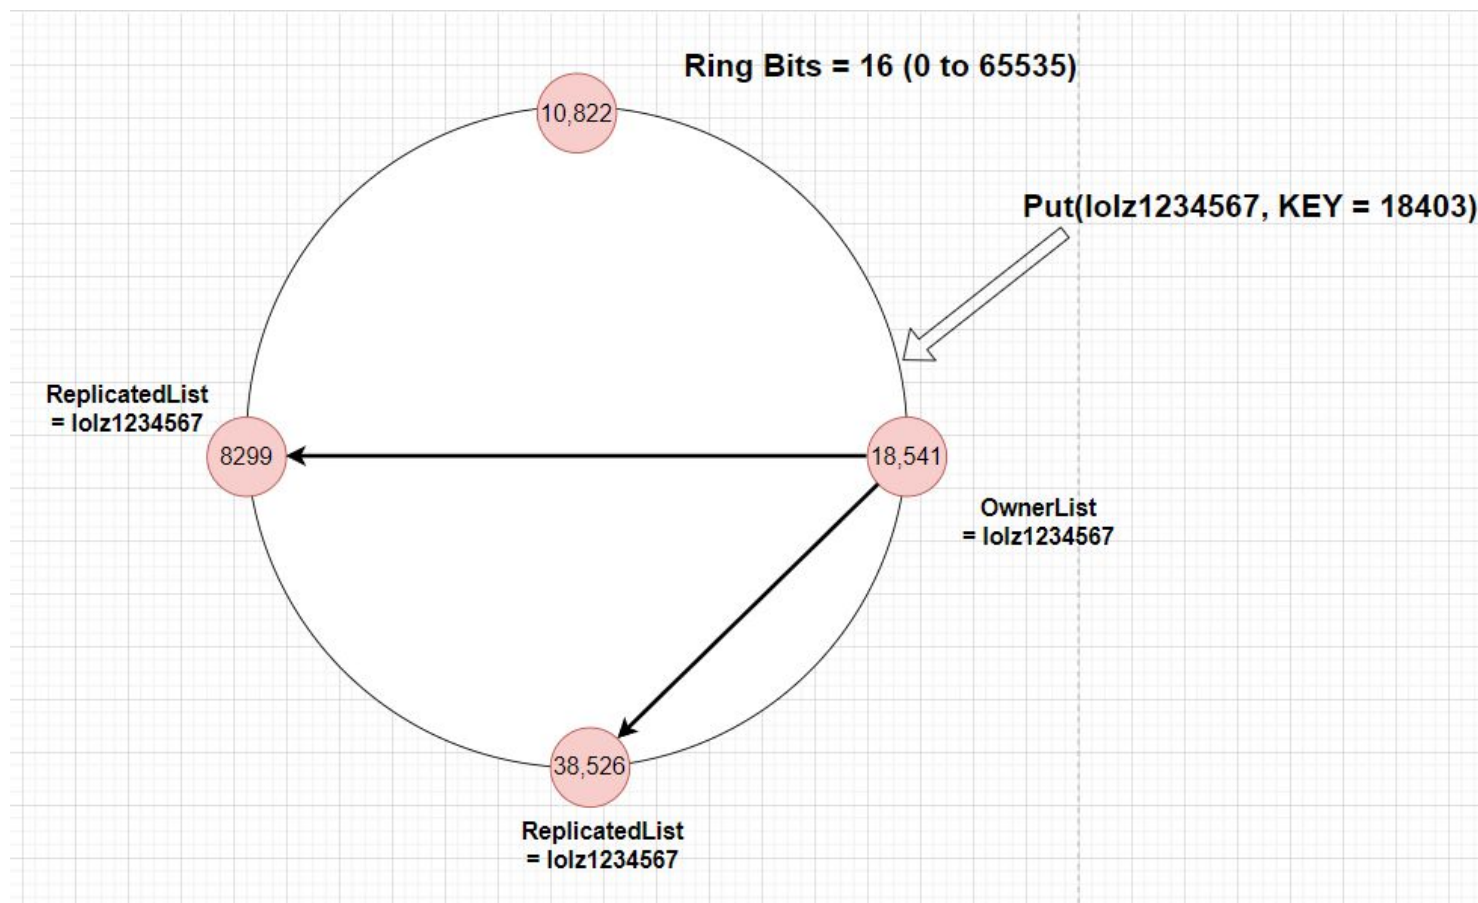 Ring Bits = 16 (0 to 65535)
10,822
Put(lolz1234567, KEY = 18403)
ReplicatedList
= lolz1234567
8299
18,541
OwnerList
= lolz1234567
38,526
ReplicatedList
= lolz1234567